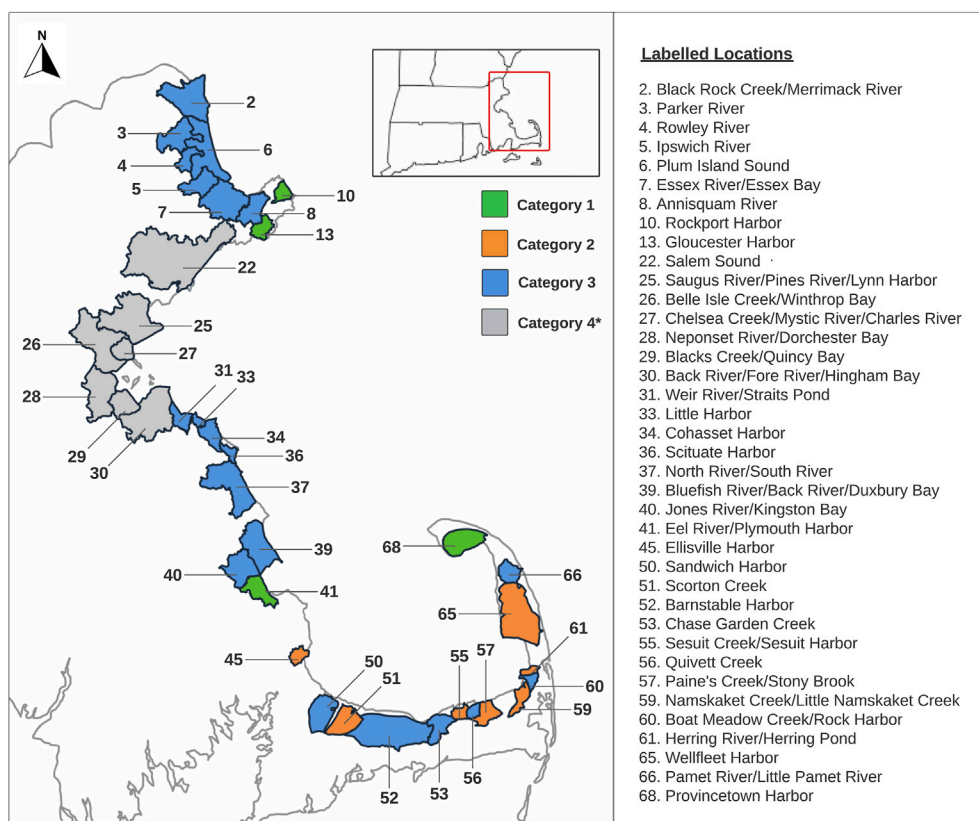 N
2
3
6
4
5
10
7
8
13
22
25
26
27
31
33
28
29
30
34
36
37
39
40
41
68
66
65
61
45
50
51
55
57
60
59
56
52
53
Category 1
Category 2
Category 3
Category 4*
Labelled Locations
2. Black Rock Creek/Merrimack River
3. Parker River
4. Rowley River
5. Ipswich River
6. Plum Island Sound
7. Essex River/Essex Bay
8. Annisquam River
10. Rockport Harbor
13. Gloucester Harbor
22. Salem Sound
25. Saugus River/Pines River/Lynn Harbor
26. Belle Isle Creek/Winthrop Bay
27. Chelsea Creek/Mystic River/Charles River
28. Neponset River/Dorchester Bay
29. Blacks Creek/Quincy Bay
30. Back River/Fore River/Hingham Bay
31. Weir River/Straits Pond
33. Little Harbor
34. Cohasset Harbor
36. Scituate Harbor
37. North River/South River
39. Bluefish River/Back River/Duxbury Bay
40. Jones River/Kingston Bay
41. Eel River/Plymouth Harbor
45. Ellisville Harbor
50. Sandwich Harbor
51. Scorton Creek
52. Barnstable Harbor
53. Chase Garden Creek
55. Sesuit Creek/Sesuit Harbor
56. Quivett Creek
57. Paine's Creek/Stony Brook
59. Namskaket Creek/Little Namskaket Creek
60. Boat Meadow Creek/Rock Harbor
61. Herring River/Herring Pond
65. Wellfleet Harbor
66. Pamet River/Little Pamet River
68. Provincetown Harbor